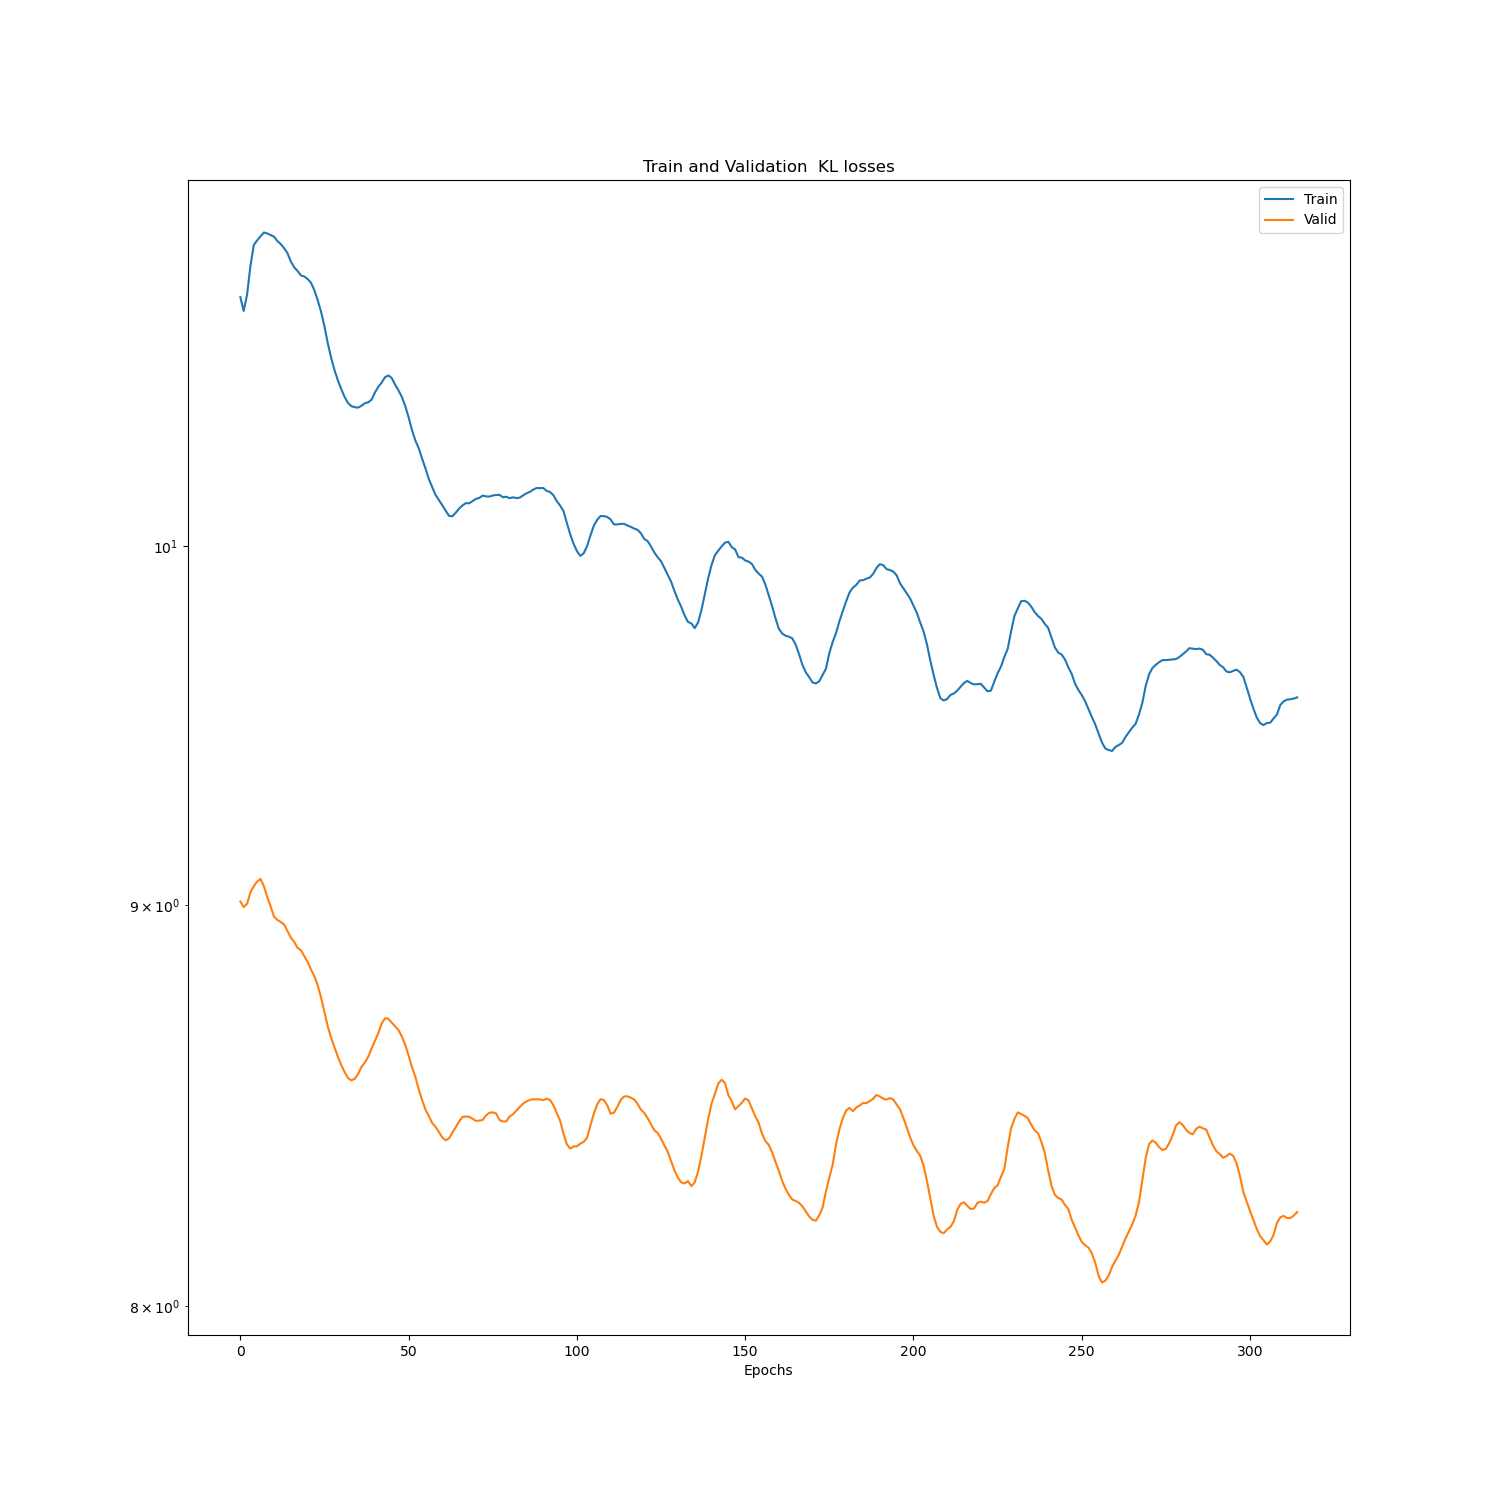 Train and Validation  KL losses
Train
Valid
10¹
9 × 10⁰
8 × 10⁰
0 50 100 150 200 250 300
Epochs